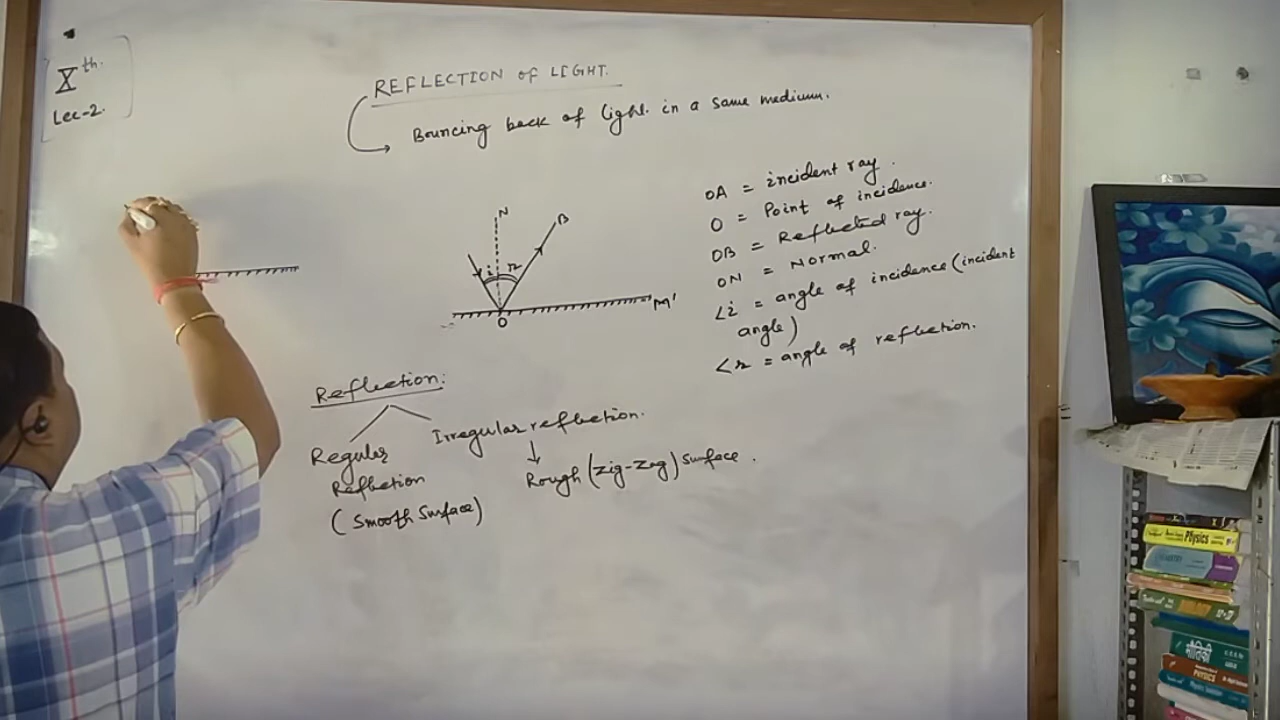 Xth.
Lec-2.
REFLECTION of LIGHT.
Bouncing back of light. in a same medium.
N
B
i
r
O
M'
OA = incident ray.
O = Point of incidence.
OB = Reflected ray.
ON = Normal.
∠i = angle of incidence (incident
angle)
∠r = angle of reflection.
Reflection:
Regular
Reflection
(Smooth Surface)
Irregular reflection.
Rough (zig-zag) surface.
Physics
भौतिकी
PHYSICS